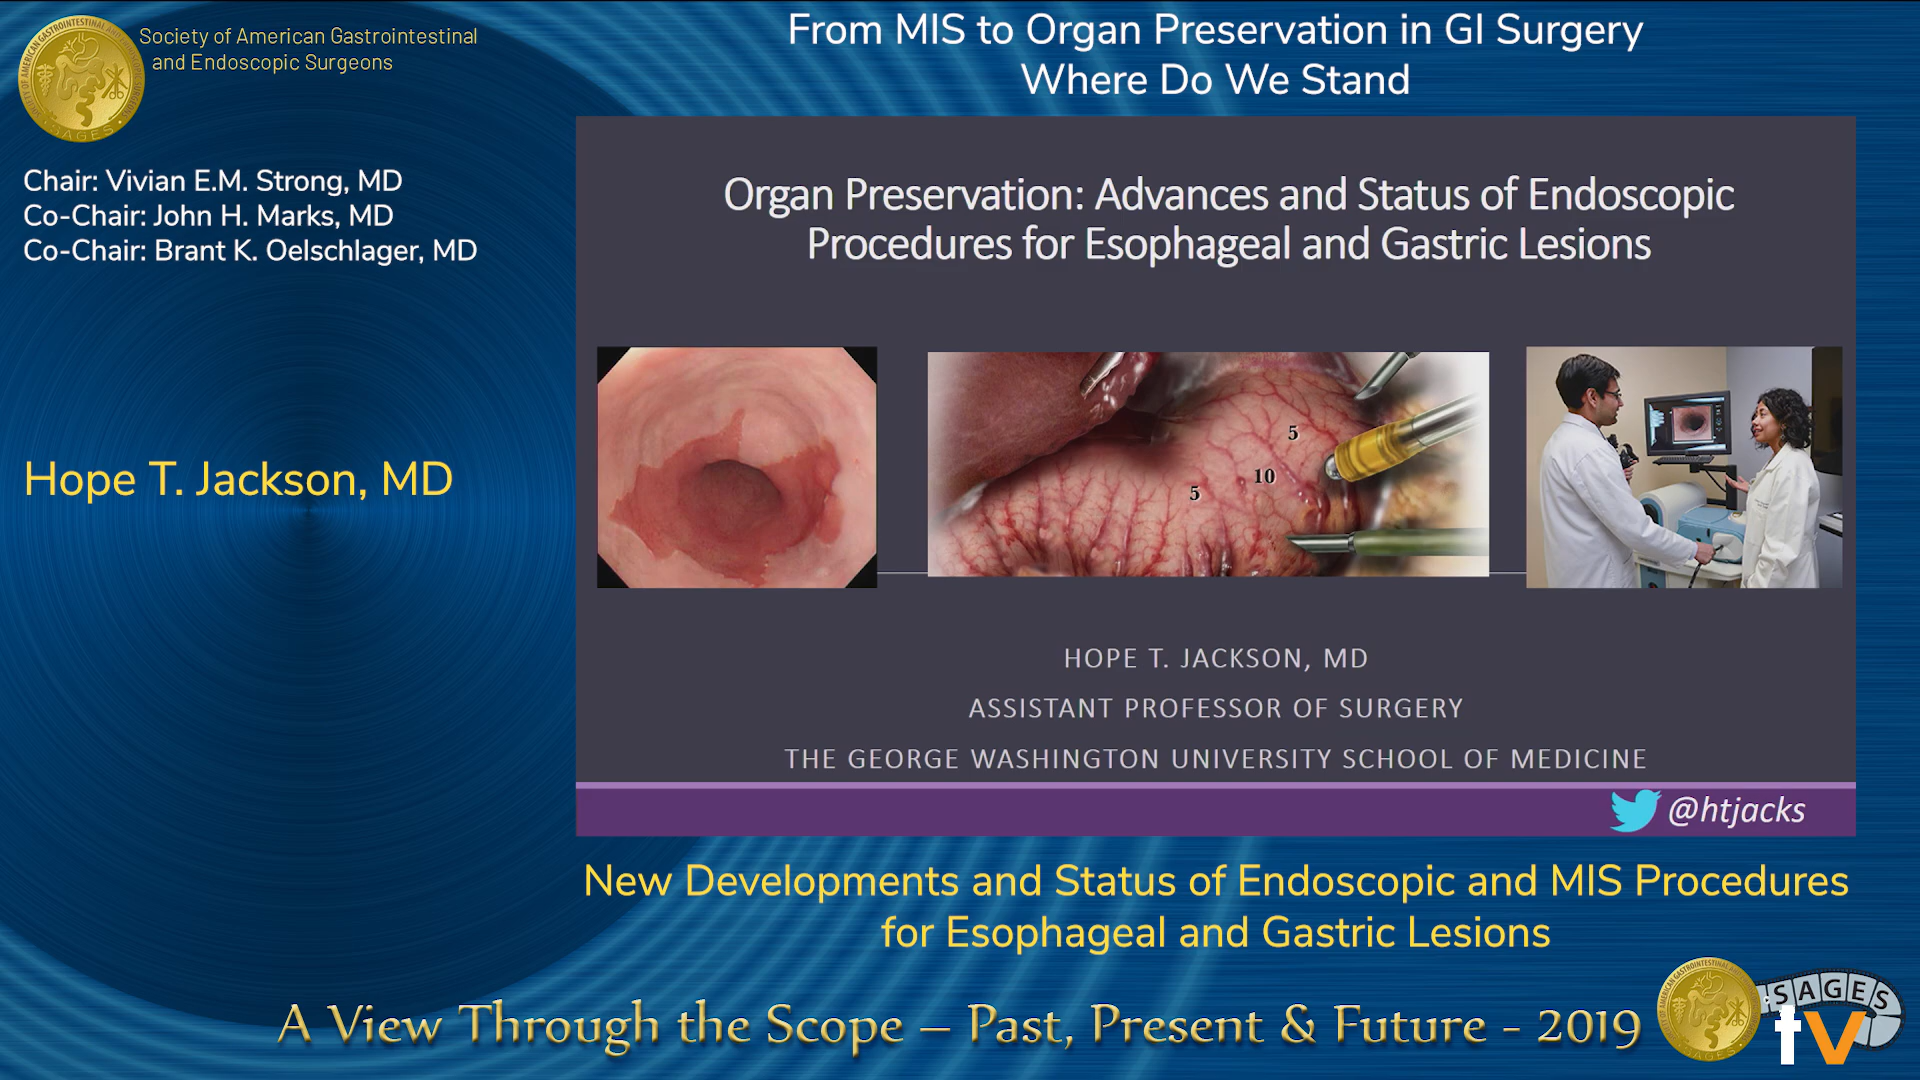 Society of American Gastrointestinal
and Endoscopic Surgeons
From MIS to Organ Preservation in GI Surgery
Where Do We Stand
Chair: Vivian E.M. Strong, MD
Co-Chair: John H. Marks, MD
Co-Chair: Brant K. Oelschlager, MD
Hope T. Jackson, MD
Organ Preservation: Advances and Status of Endoscopic
Procedures for Esophageal and Gastric Lesions
5
10
5
HOPE T. JACKSON, MD
ASSISTANT PROFESSOR OF SURGERY
THE GEORGE WASHINGTON UNIVERSITY SCHOOL OF MEDICINE
@htjacks
New Developments and Status of Endoscopic and MIS Procedures
for Esophageal and Gastric Lesions
A View Through the Scope – Past, Present & Future - 2019
SAGES
tv